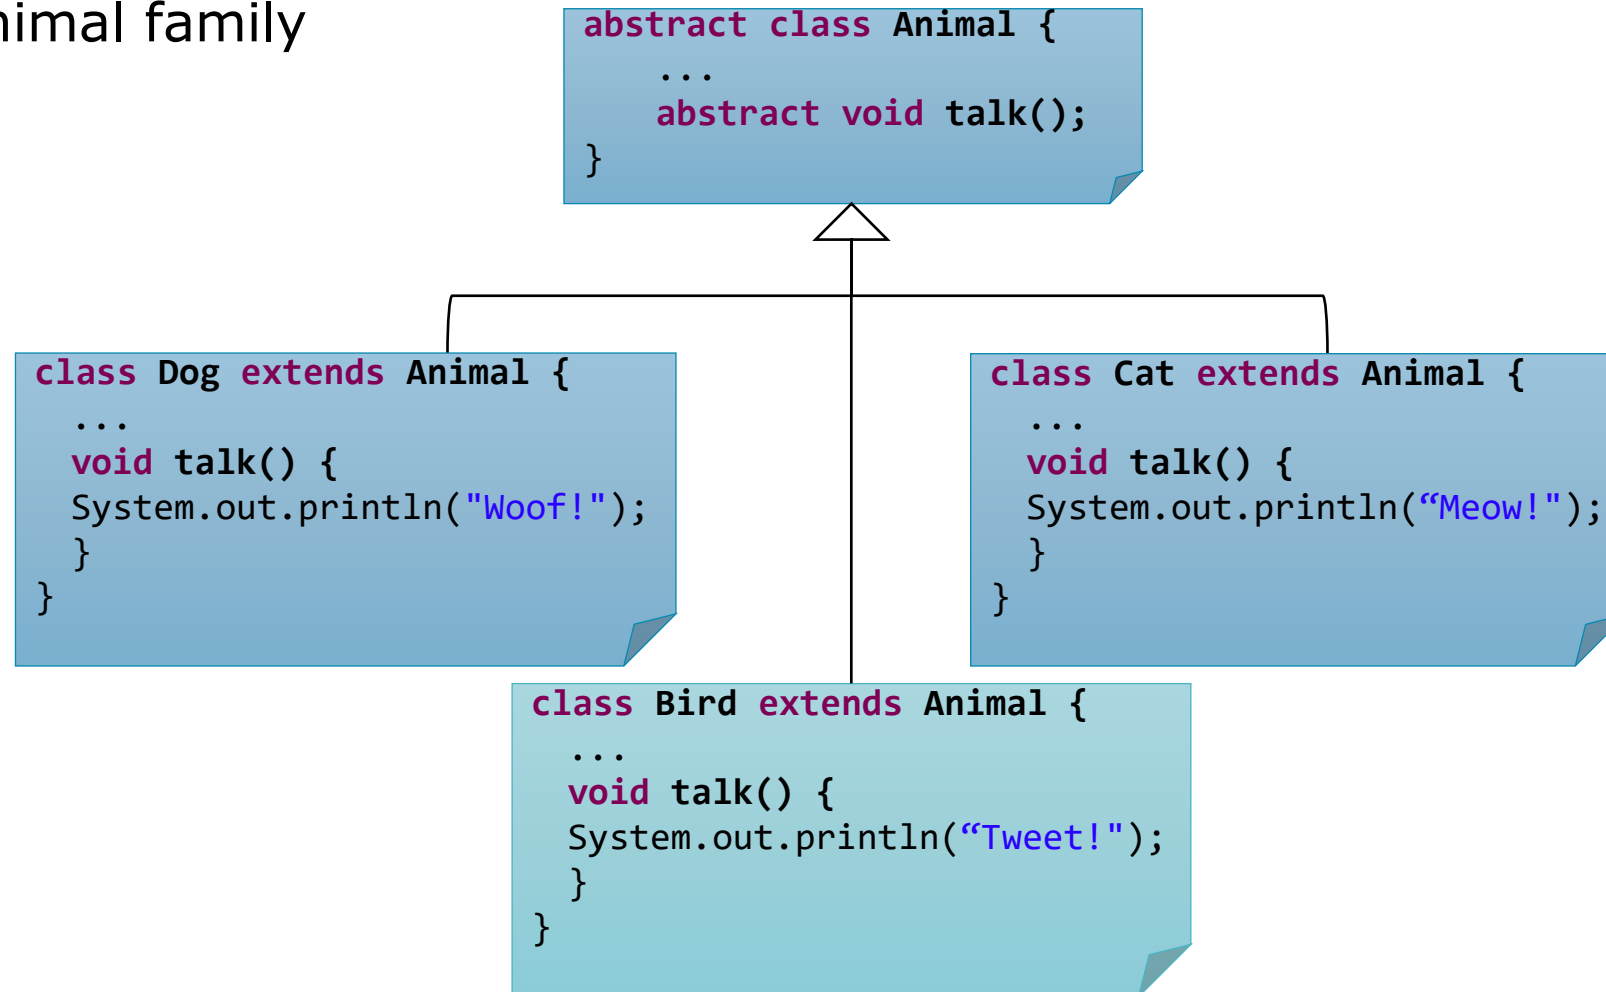 nimal family
abstract class Animal {
...
abstract void talk();
}
class Dog extends Animal {
...
void talk() {
System.out.println("Woof!");
}
}
class Cat extends Animal {
...
void talk() {
System.out.println(“Meow!");
}
}
class Bird extends Animal {
...
void talk() {
System.out.println(“Tweet!");
}
}